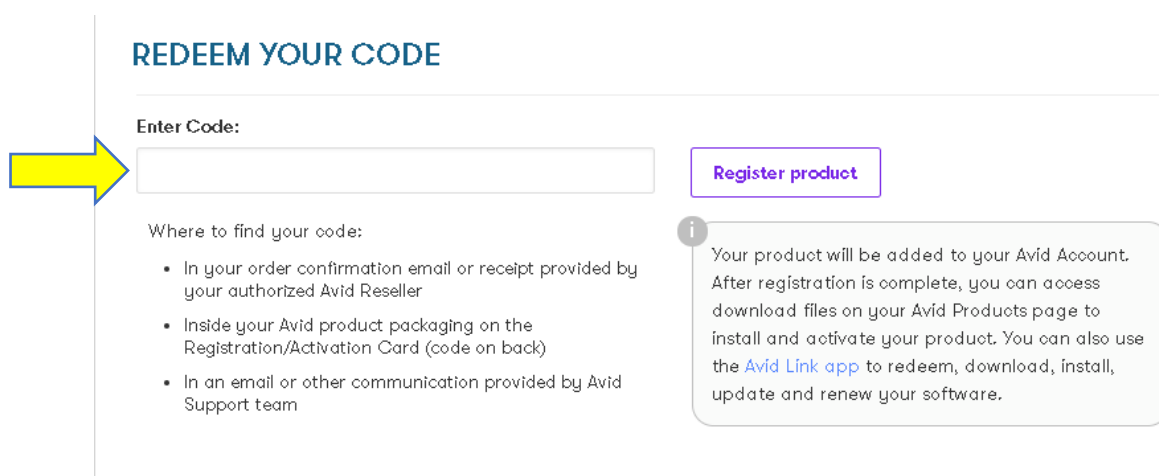 REDEEM YOUR CODE
Enter Code:
Register product
Where to find your code:
• In your order confirmation email or receipt provided by
your authorized Avid Reseller
• Inside your Avid product packaging on the
Registration/Activation Card (code on back)
• In an email or other communication provided by Avid
Support team
i
Your product will be added to your Avid Account.
After registration is complete, you can access
download files on your Avid Products page to
install and activate your product. You can also use
the Avid Link app to redeem, download, install,
update and renew your software.